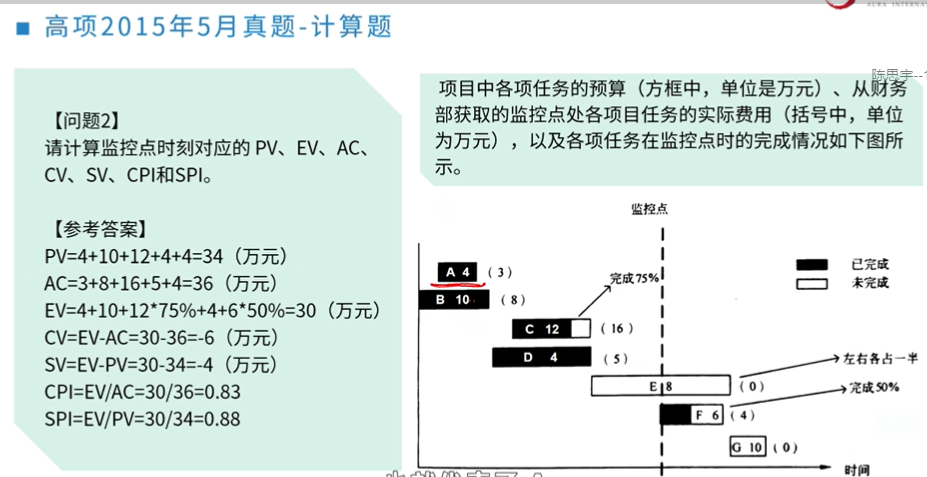 AURA INTERNA
高项2015年5月真题-计算题
陈思宇--1
【问题2】
请计算监控点时刻对应的 PV、EV、AC、
CV、SV、CPI和SPI。
【参考答案】
PV=4+10+12+4+4=34（万元）
AC=3+8+16+5+4=36（万元）
EV=4+10+12*75%+4+6*50%=30（万元）
CV=EV-AC=30-36=-6（万元）
SV=EV-PV=30-34=-4（万元）
CPI=EV/AC=30/36=0.83
SPI=EV/PV=30/34=0.88
项目中各项任务的预算（方框中，单位是万元）、从财务
部获取的监控点处各项目任务的实际费用（括号中，单位
为万元），以及各项任务在监控点时的完成情况如下图所
示。
监控点
A 4 （3）
完成75%
已完成
未完成
B 10 （8）
C 12 （16）
D 4 （5）
左右各占一半
E 8 （0）
完成50%
F 6 （4）
G 10 （0）
时间